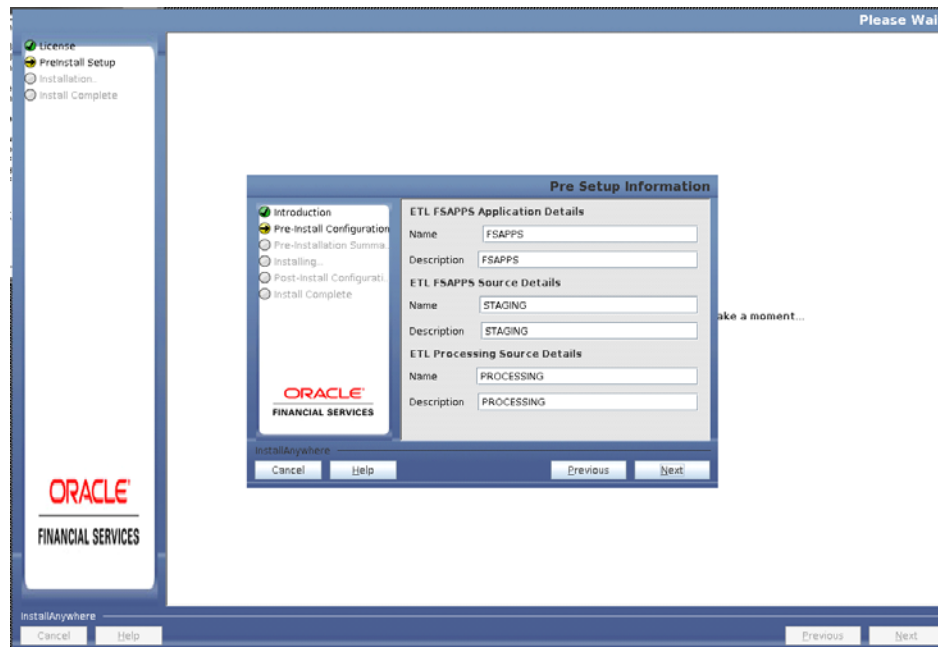 Please Wai
License
PreInstall Setup
Installation..
Install Complete
Pre Setup Information
Introduction
Pre-Install Configuration
Pre-Installation Summa..
Installing...
Post-Install Configurati..
Install Complete
ORACLE
FINANCIAL SERVICES
ETL FSAPPS Application Details
Name FSAPPS
Description FSAPPS
ETL FSAPPS Source Details
Name STAGING
Description STAGING
ETL Processing Source Details
Name PROCESSING
Description PROCESSING
ake a moment...
InstallAnywhere
Cancel Help Previous Next
ORACLE
FINANCIAL SERVICES
InstallAnywhere
Cancel Help Previous Next